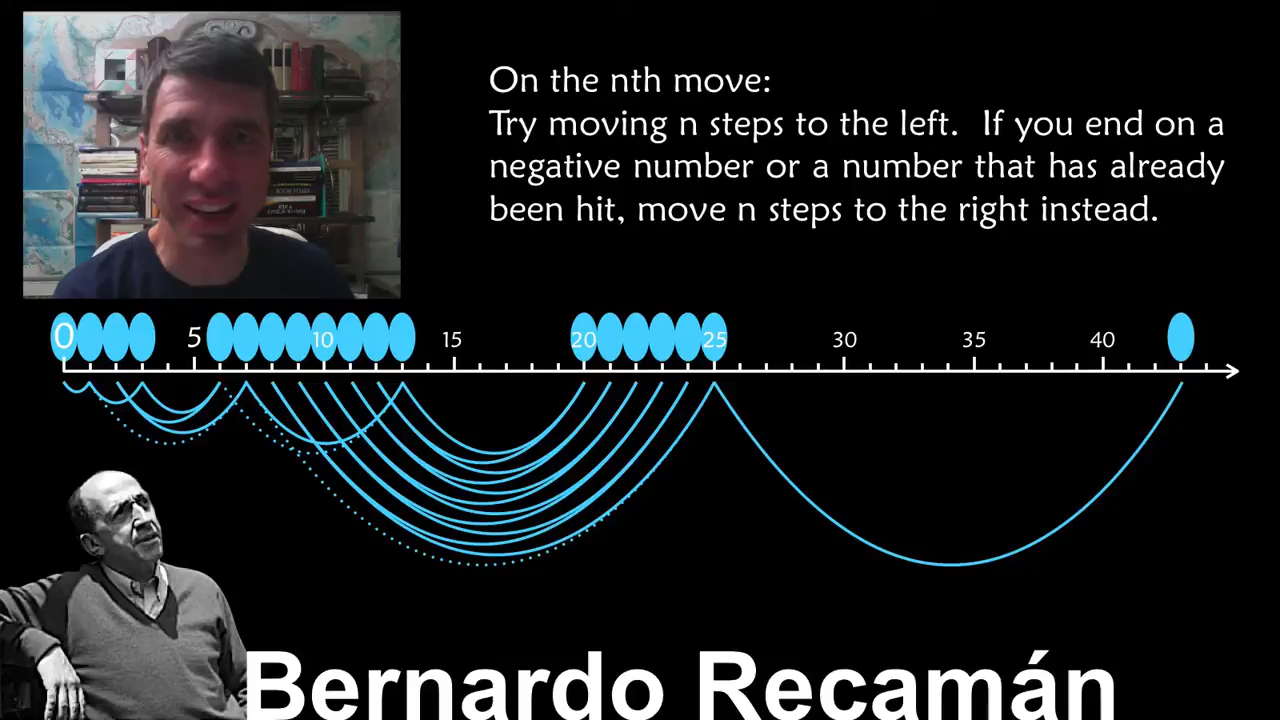 On the nth move:
Try moving n steps to the left. If you end on a
negative number or a number that has already
been hit, move n steps to the right instead.
0 5 10 15 20 25 30 35 40
Bernardo Recamán